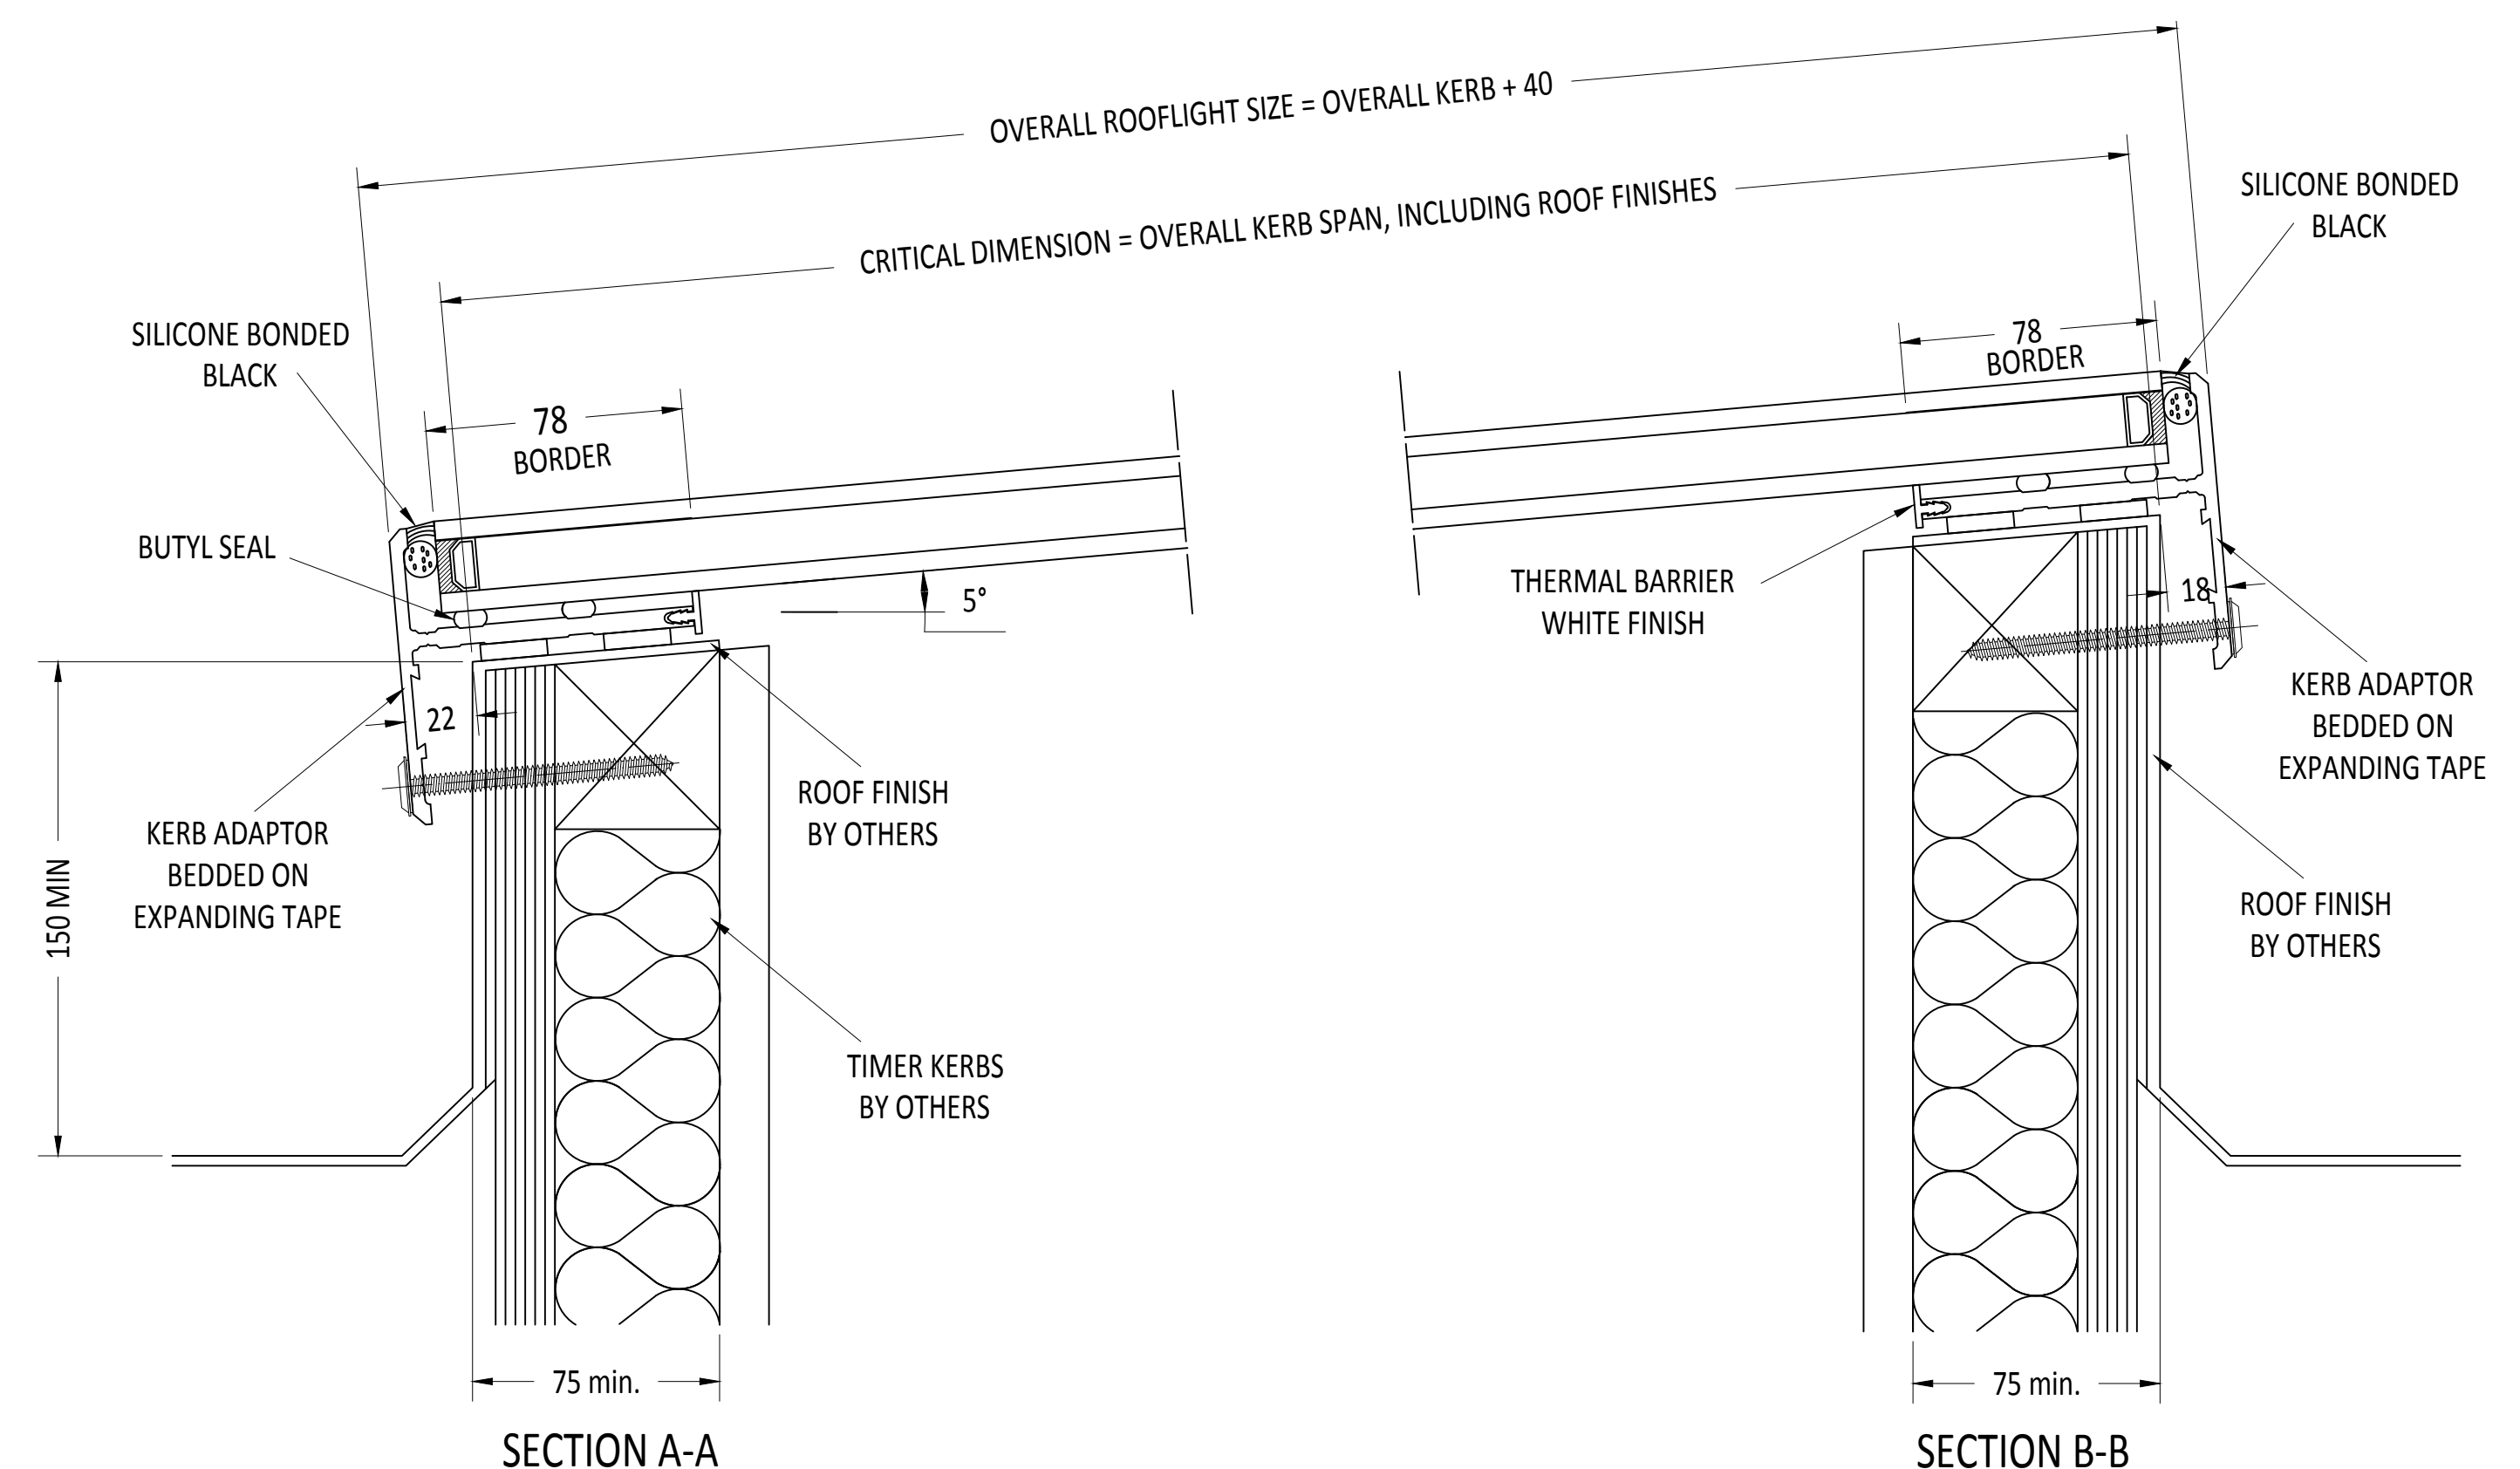 OVERALL ROOFLIGHT SIZE = OVERALL KERB + 40
CRITICAL DIMENSION = OVERALL KERB SPAN, INCLUDING ROOF FINISHES
SILICONE BONDED
BLACK
SILICONE BONDED
BLACK
78
BORDER
78
BORDER
BUTYL SEAL
5°
THERMAL BARRIER
WHITE FINISH
18
22
KERB ADAPTOR
BEDDED ON
EXPANDING TAPE
KERB ADAPTOR
BEDDED ON
EXPANDING TAPE
ROOF FINISH
BY OTHERS
ROOF FINISH
BY OTHERS
150 MIN
TIMER KERBS
BY OTHERS
75 min.
75 min.
SECTION A-A
SECTION B-B